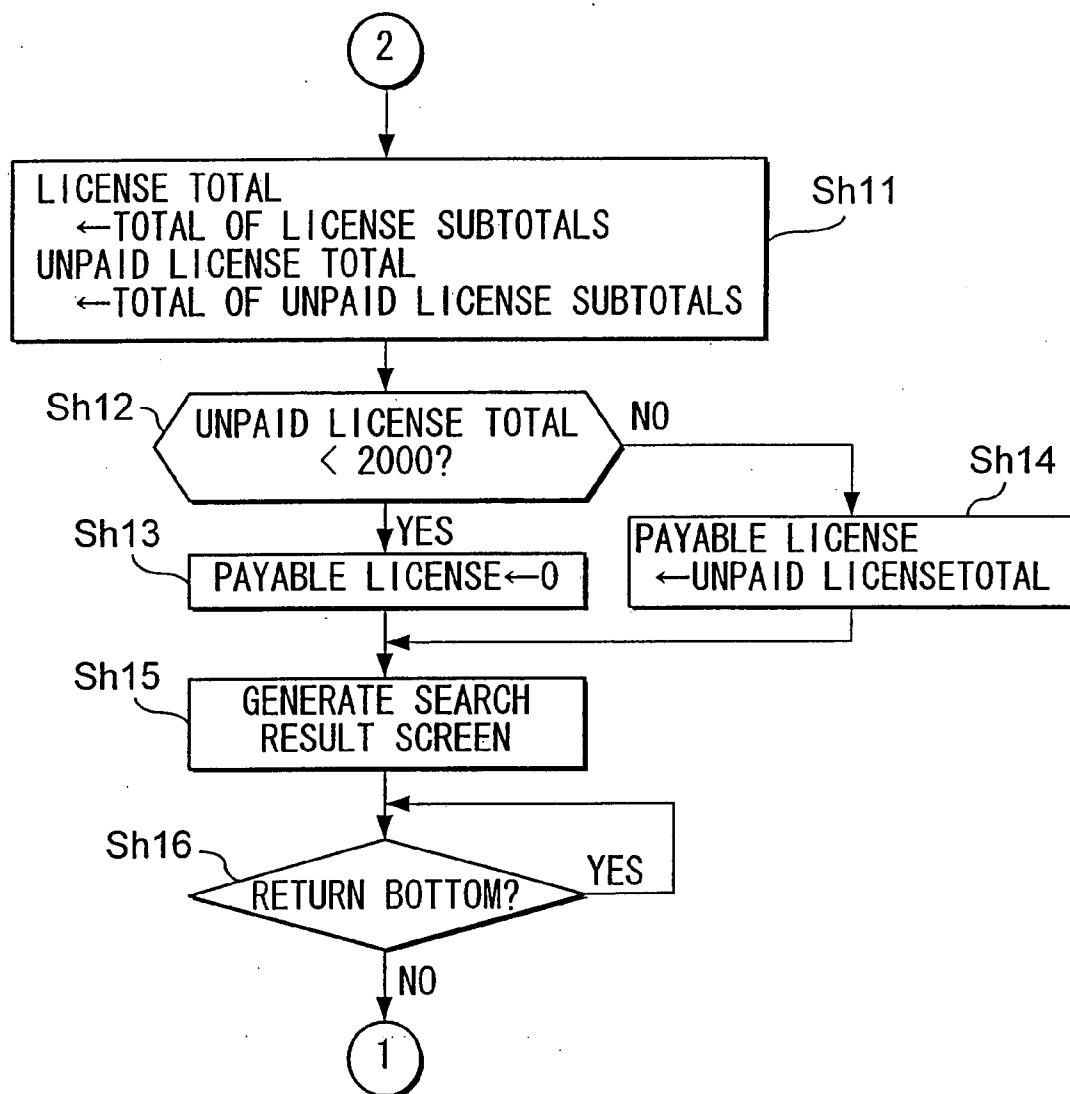 2
LICENSE TOTAL
←TOTAL OF LICENSE SUBTOTALS
UNPAID LICENSE TOTAL
←TOTAL OF UNPAID LICENSE SUBTOTALS
Sh11
Sh12
UNPAID LICENSE TOTAL
< 2000?
NO
YES
Sh13
PAYABLE LICENSE←0
Sh14
PAYABLE LICENSE
←UNPAID LICENSETOTAL
Sh15
GENERATE SEARCH
RESULT SCREEN
Sh16
RETURN BOTTOM?
YES
NO
1